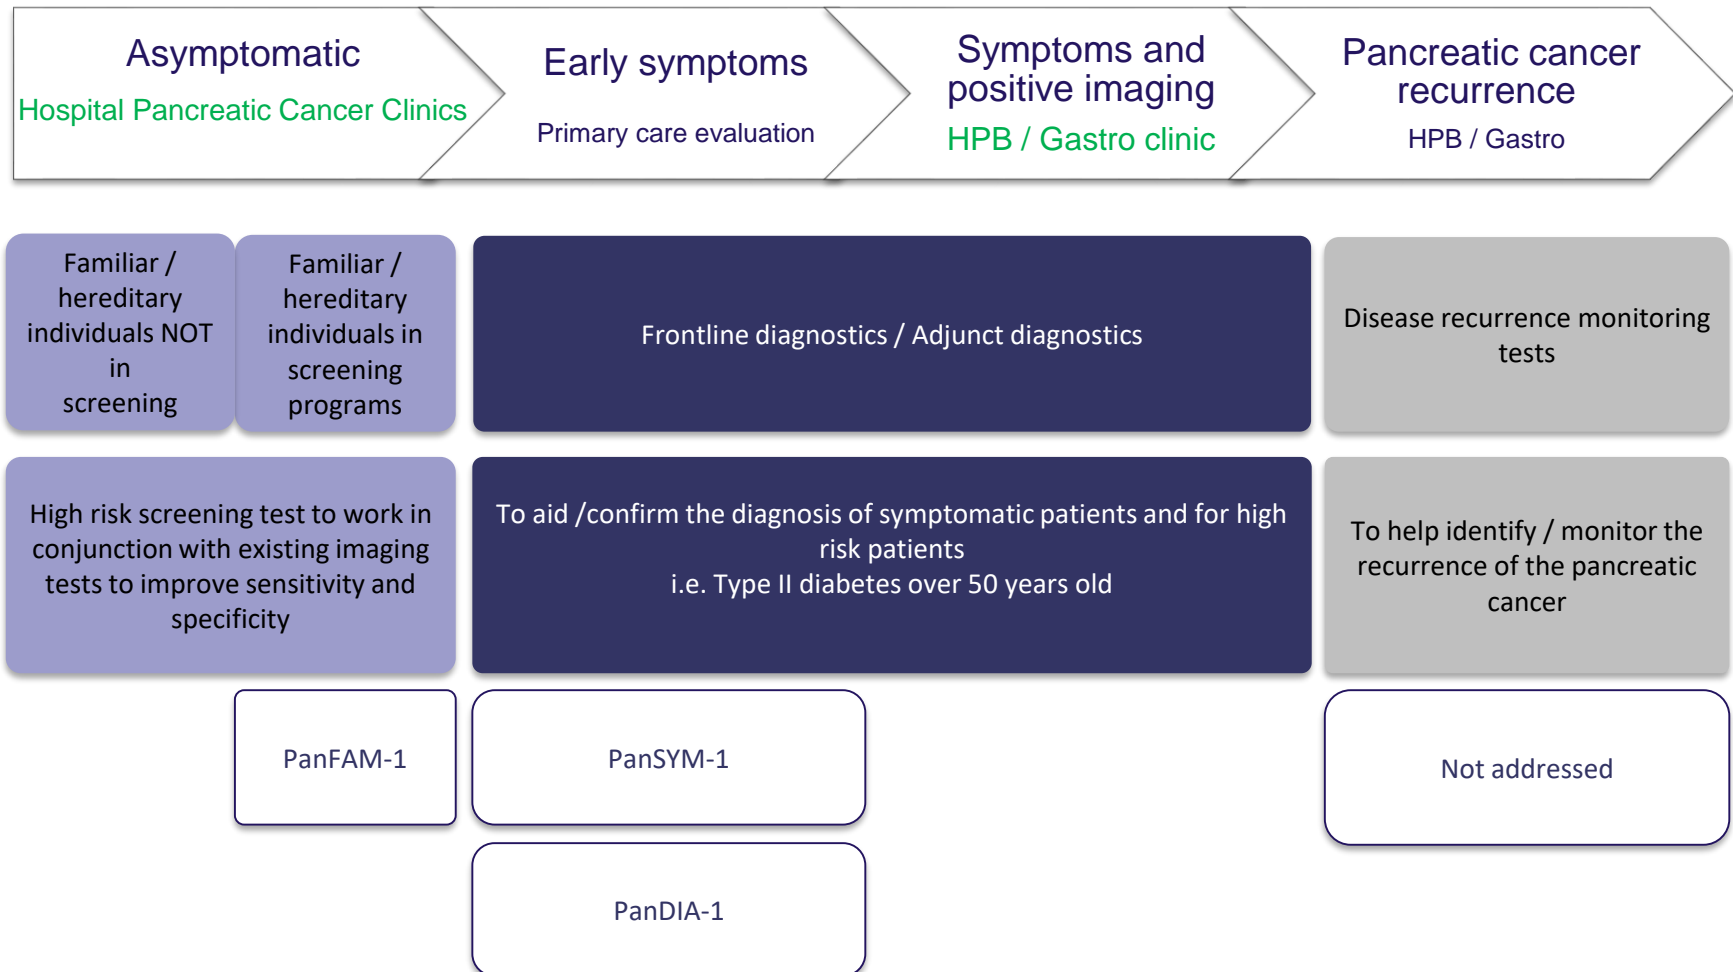 Asymptomatic
Hospital Pancreatic Cancer Clinics
Early symptoms
Primary care evaluation
Symptoms and
positive imaging
HPB / Gastro clinic
Pancreatic cancer
recurrence
HPB / Gastro
Familiar /
hereditary
individuals NOT
in
screening
Familiar /
hereditary
individuals in
screening
programs
Frontline diagnostics / Adjunct diagnostics
Disease recurrence monitoring
tests
High risk screening test to work in
conjunction with existing imaging
tests to improve sensitivity and
specificity
To aid /confirm the diagnosis of symptomatic patients and for high
risk patients
i.e. Type II diabetes over 50 years old
To help identify / monitor the
recurrence of the pancreatic
cancer
PanFAM-1
PanSYM-1
Not addressed
PanDIA-1